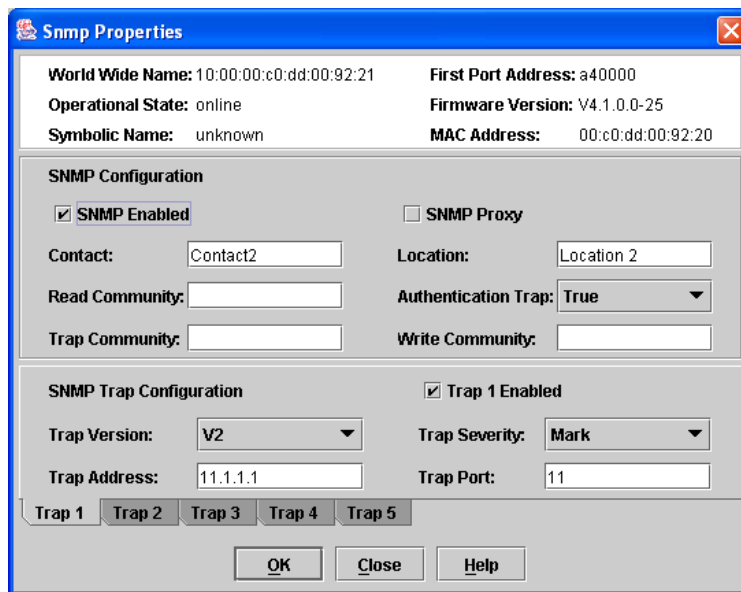 Snmp Properties
World Wide Name: 10:00:00:c0:dd:00:92:21 First Port Address: a40000
Operational State: online Firmware Version: V4.1.0.0-25
Symbolic Name: unknown MAC Address: 00:c0:dd:00:92:20
SNMP Configuration
SNMP Enabled SNMP Proxy
Contact: Contact2 Location: Location 2
Read Community: Authentication Trap: True
Trap Community: Write Community:
SNMP Trap Configuration Trap 1 Enabled
Trap Version: V2 Trap Severity: Mark
Trap Address: 11.1.1.1 Trap Port: 11
Trap 1 Trap 2 Trap 3 Trap 4 Trap 5
OK Close Help